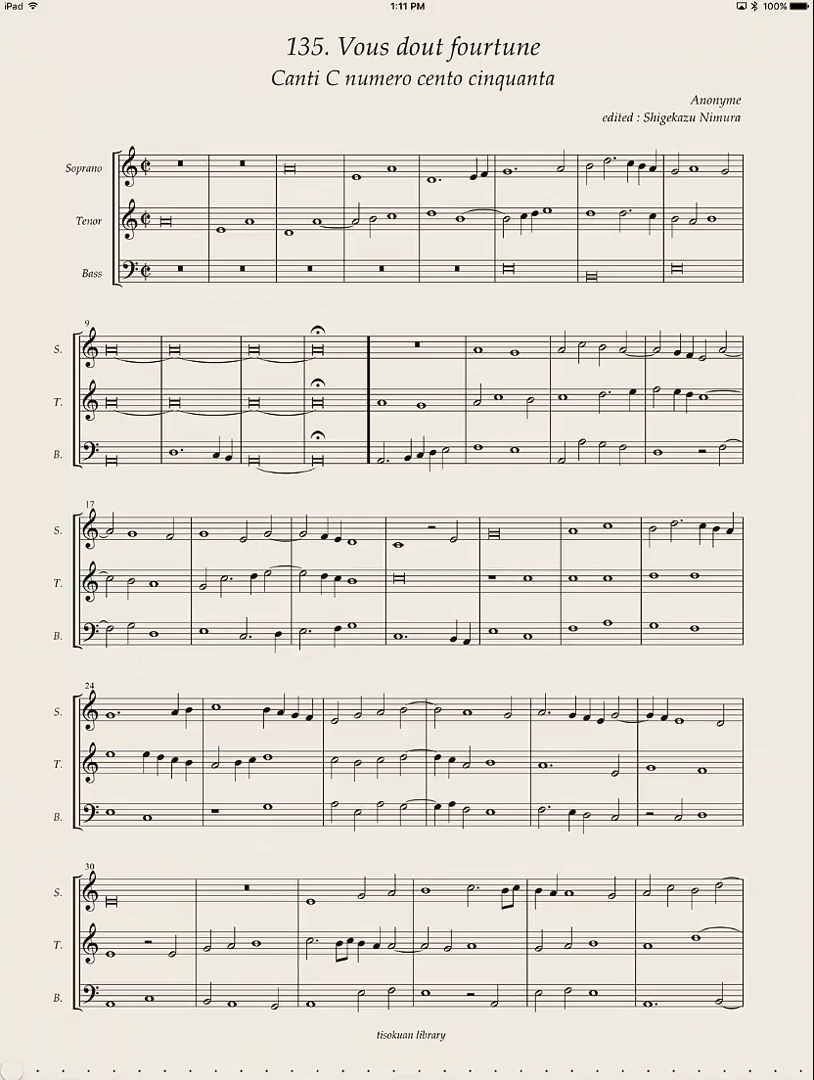 iPad 1:11 PM 100%
135. Vous dout fourtune
Canti C numero cento cinquanta
Anonyme
edited : Shigekazu Nimura
Soprano
Tenor
Bass
9
S.
T.
B.
17
S.
T.
B.
24
S.
T.
B.
30
S.
T.
B.
tisokuan library